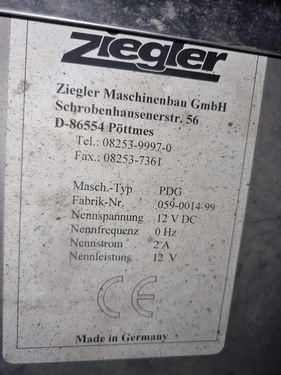 Ziegler
Ziegler Maschinenbau GmbH
Schrobenhausenerstr. 56
D-86554 Pöttmes
Tel.: 08253-9997-0
Fax.: 08253-7361
Masch.-Typ PDG
Fabrik-Nr. 059-0014-99
Nennspannung 12 V DC
Nennfrequenz 0 Hz
Nennstrom 2 A
Nennleistung 12 V
CE
Made in Germany